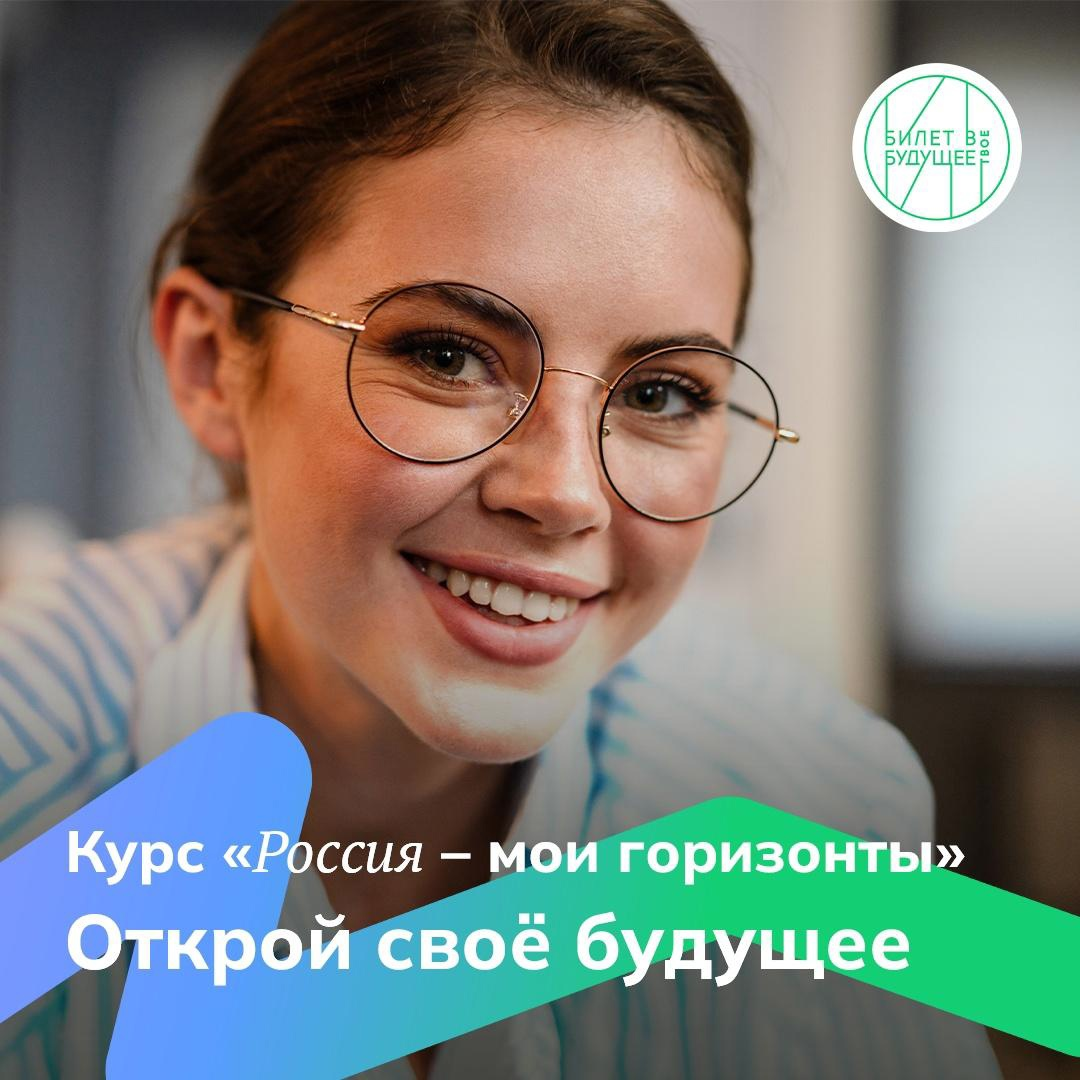 БИЛЕТ В
БУДУЩЕЕ
ТВОЕ
Курс «Россия – мои горизонты»
Открой своё будущее